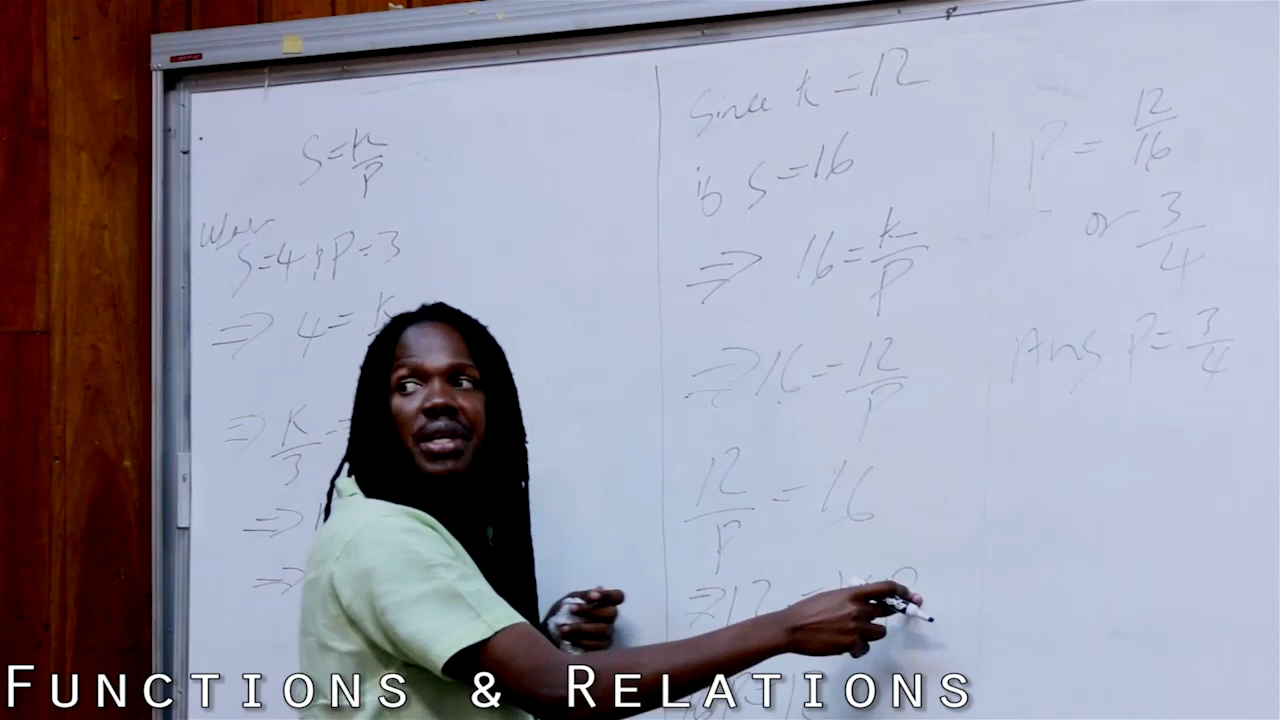 S = K/P
When
S = 4, P = 3
⇒ 4 = K
⇒ K/3 =
⇒
⇒
Since K = 12
if S = 16
⇒ 16 = K/P
⇒ 16 = 12/P
12/P = 16
⇒ 12 =
P = 12/16
or 3/4
Ans P = 3/4
FUNCTIONS & RELATIONS